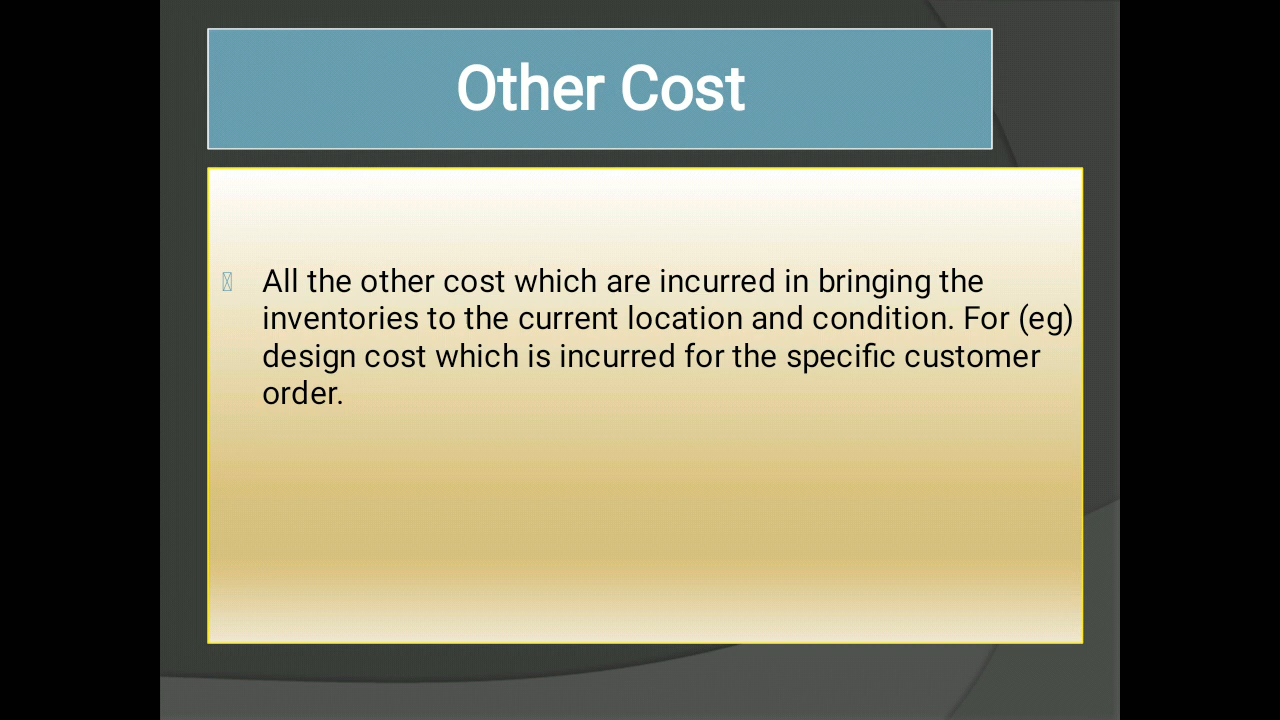 Other Cost
All the other cost which are incurred in bringing the
inventories to the current location and condition. For (eg)
design cost which is incurred for the specific customer
order.